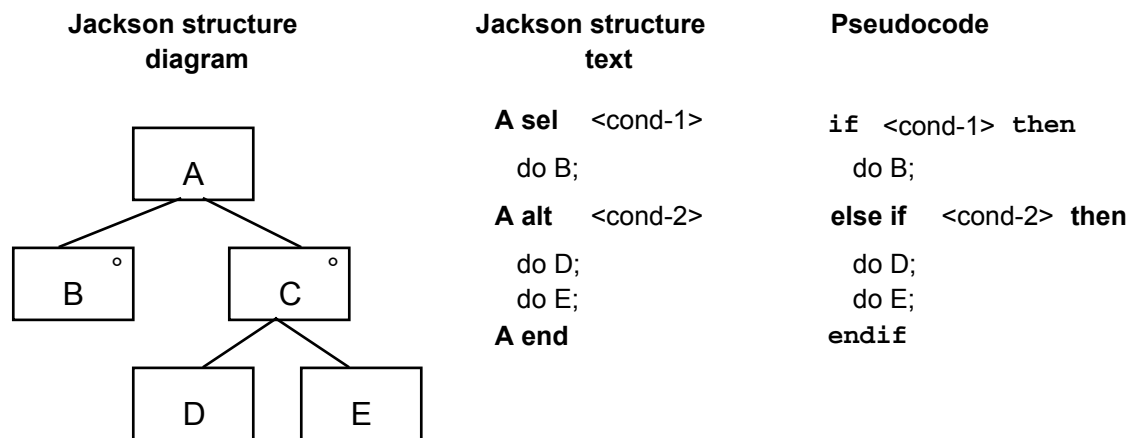 Jackson structure
diagram
A
B °
C °
D
E
Jackson structure
text
A sel <cond-1>
do B;
A alt <cond-2>
do D;
do E;
A end
Pseudocode
if <cond-1> then
do B;
else if <cond-2> then
do D;
do E;
endif